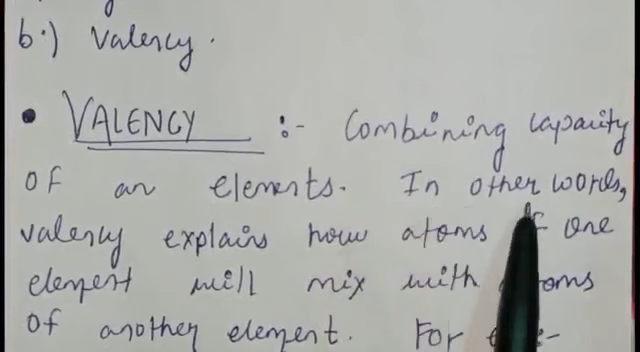 b.) Valency.
• VALENCY :- Combining capacity
of an elements. In other words,
valency explains how atoms of one
element will mix with atoms
of another element. For